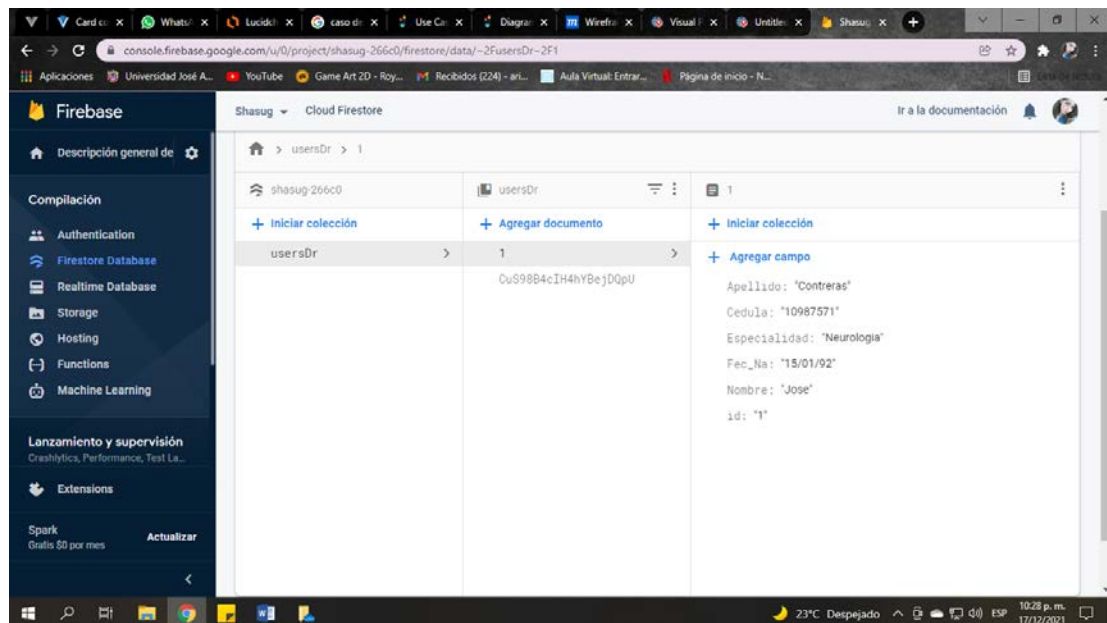 Card cc
Whats
Lucidch
caso de
Use Cas
Diagran
Wirefra
Visual F
Untitle
Shasug
console.firebase.google.com/u/0/project/shasug-266c0/firestore/data/~2FusersDr~2F1
Aplicaciones Universidad José A... YouTube Game Art 2D - Roy... Recibidos (224) - ari... Aula Virtual: Entrar... Página de inicio - N...
Firebase
Shasug Cloud Firestore
Ir a la documentación
Descripción general de
> usersDr > 1
Compilación
Authentication
Firestore Database
Realtime Database
Storage
Hosting
Functions
Machine Learning
Lanzamiento y supervisión
Crashlytics, Performance, Test La...
Extensions
Spark
Gratis $0 por mes
Actualizar
shasug-266c0
+ Iniciar colección
usersDr
usersDr
+ Agregar documento
1
CuS98B4cIH4hYBejDQpU
1
+ Iniciar colección
+ Agregar campo
Apellido: "Contreras"
Cedula: "10987571"
Especialidad: "Neurologia"
Fec_Na: "15/01/92"
Nombre: "Jose"
id: "1"
23°C Despejado
ESP
10:28 p. m.
17/12/2021